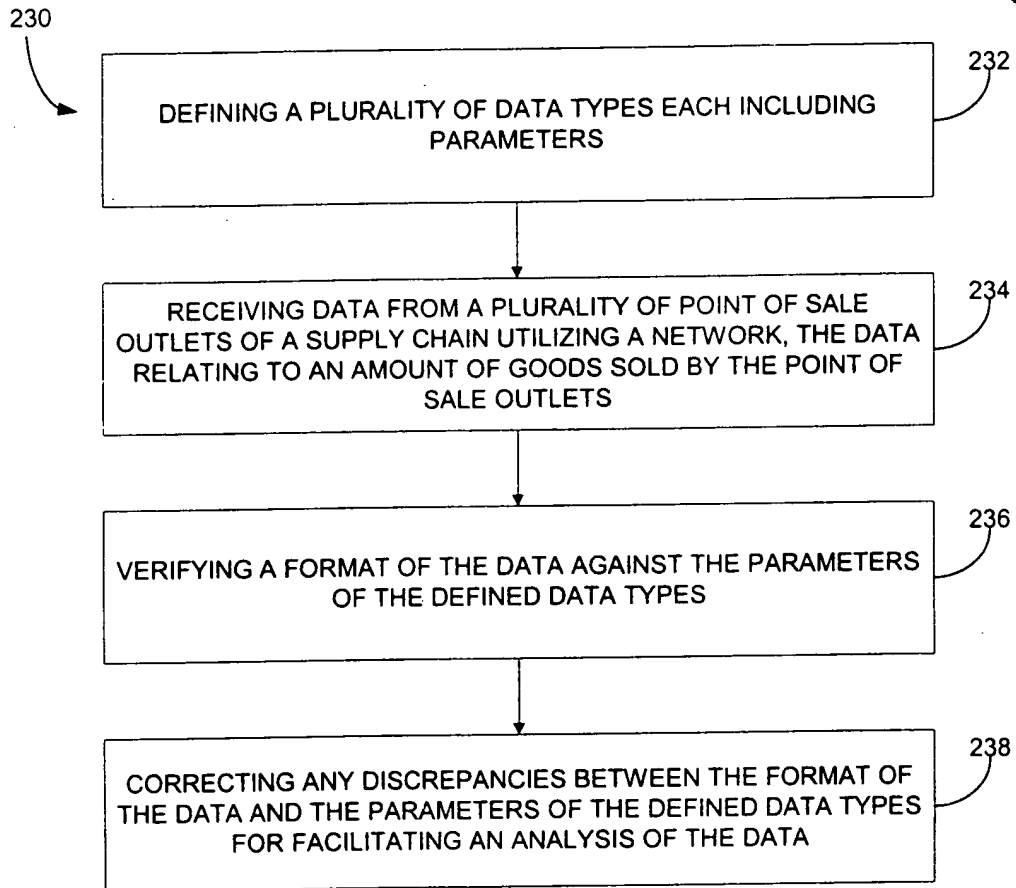 230
232
DEFINING A PLURALITY OF DATA TYPES EACH INCLUDING
PARAMETERS
234
RECEIVING DATA FROM A PLURALITY OF POINT OF SALE
OUTLETS OF A SUPPLY CHAIN UTILIZING A NETWORK, THE DATA
RELATING TO AN AMOUNT OF GOODS SOLD BY THE POINT OF
SALE OUTLETS
236
VERIFYING A FORMAT OF THE DATA AGAINST THE PARAMETERS
OF THE DEFINED DATA TYPES
238
CORRECTING ANY DISCREPANCIES BETWEEN THE FORMAT OF
THE DATA AND THE PARAMETERS OF THE DEFINED DATA TYPES
FOR FACILITATING AN ANALYSIS OF THE DATA